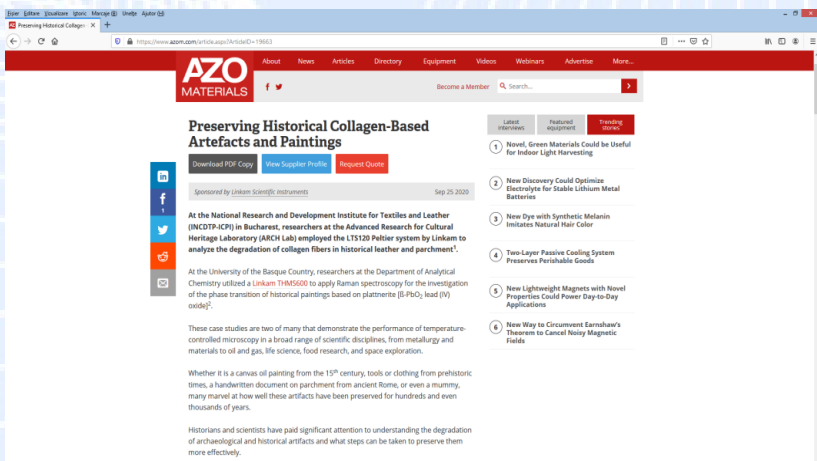 Fișier Editare Vizualizare Istoric Marcaje Unelte Ajutor
Preserving Historical Collagen-
https://www.azom.com/article.aspx?ArticleID=19663
AZO
MATERIALS
About News Articles Directory Equipment Videos Webinars Advertise More...
Become a Member Search...
Preserving Historical Collagen-Based
Artefacts and Paintings
Download PDF Copy View Supplier Profile Request Quote
Sponsored by Linkam Scientific Instruments Sep 25 2020
At the National Research and Development Institute for Textiles and Leather
(INCDTP-ICPI) in Bucharest, researchers at the Advanced Research for Cultural
Heritage Laboratory (ARCH Lab) employed the LTS120 Peltier system by Linkam to
analyze the degradation of collagen fibers in historical leather and parchment¹.
At the University of the Basque Country, researchers at the Department of Analytical
Chemistry utilized a Linkam THMS600 to apply Raman spectroscopy for the investigation
of the phase transition of historical paintings based on plattnerite [ß-PbO₂ lead (IV)
oxide]².
These case studies are two of many that demonstrate the performance of temperature-
controlled microscopy in a broad range of scientific disciplines, from metallurgy and
materials to oil and gas, life science, food research, and space exploration.
Whether it is a canvas oil painting from the 15th century, tools or clothing from prehistoric
times, a handwritten document on parchment from ancient Rome, or even a mummy,
many marvel at how well these artifacts have been preserved for hundreds and even
thousands of years.
Historians and scientists have paid significant attention to understanding the degradation
of archaeological and historical artifacts and what steps can be taken to preserve them
more effectively.
1
Latest
interviews
Featured
equipment
Trending
stories
1 Novel, Green Materials Could be Useful
for Indoor Light Harvesting
2 New Discovery Could Optimize
Electrolyte for Stable Lithium Metal
Batteries
3 New Dye with Synthetic Melanin
Imitates Natural Hair Color
4 Two-Layer Passive Cooling System
Preserves Perishable Goods
5 New Lightweight Magnets with Novel
Properties Could Power Day-to-Day
Applications
6 New Way to Circumvent Earnshaw's
Theorem to Cancel Noisy Magnetic
Fields